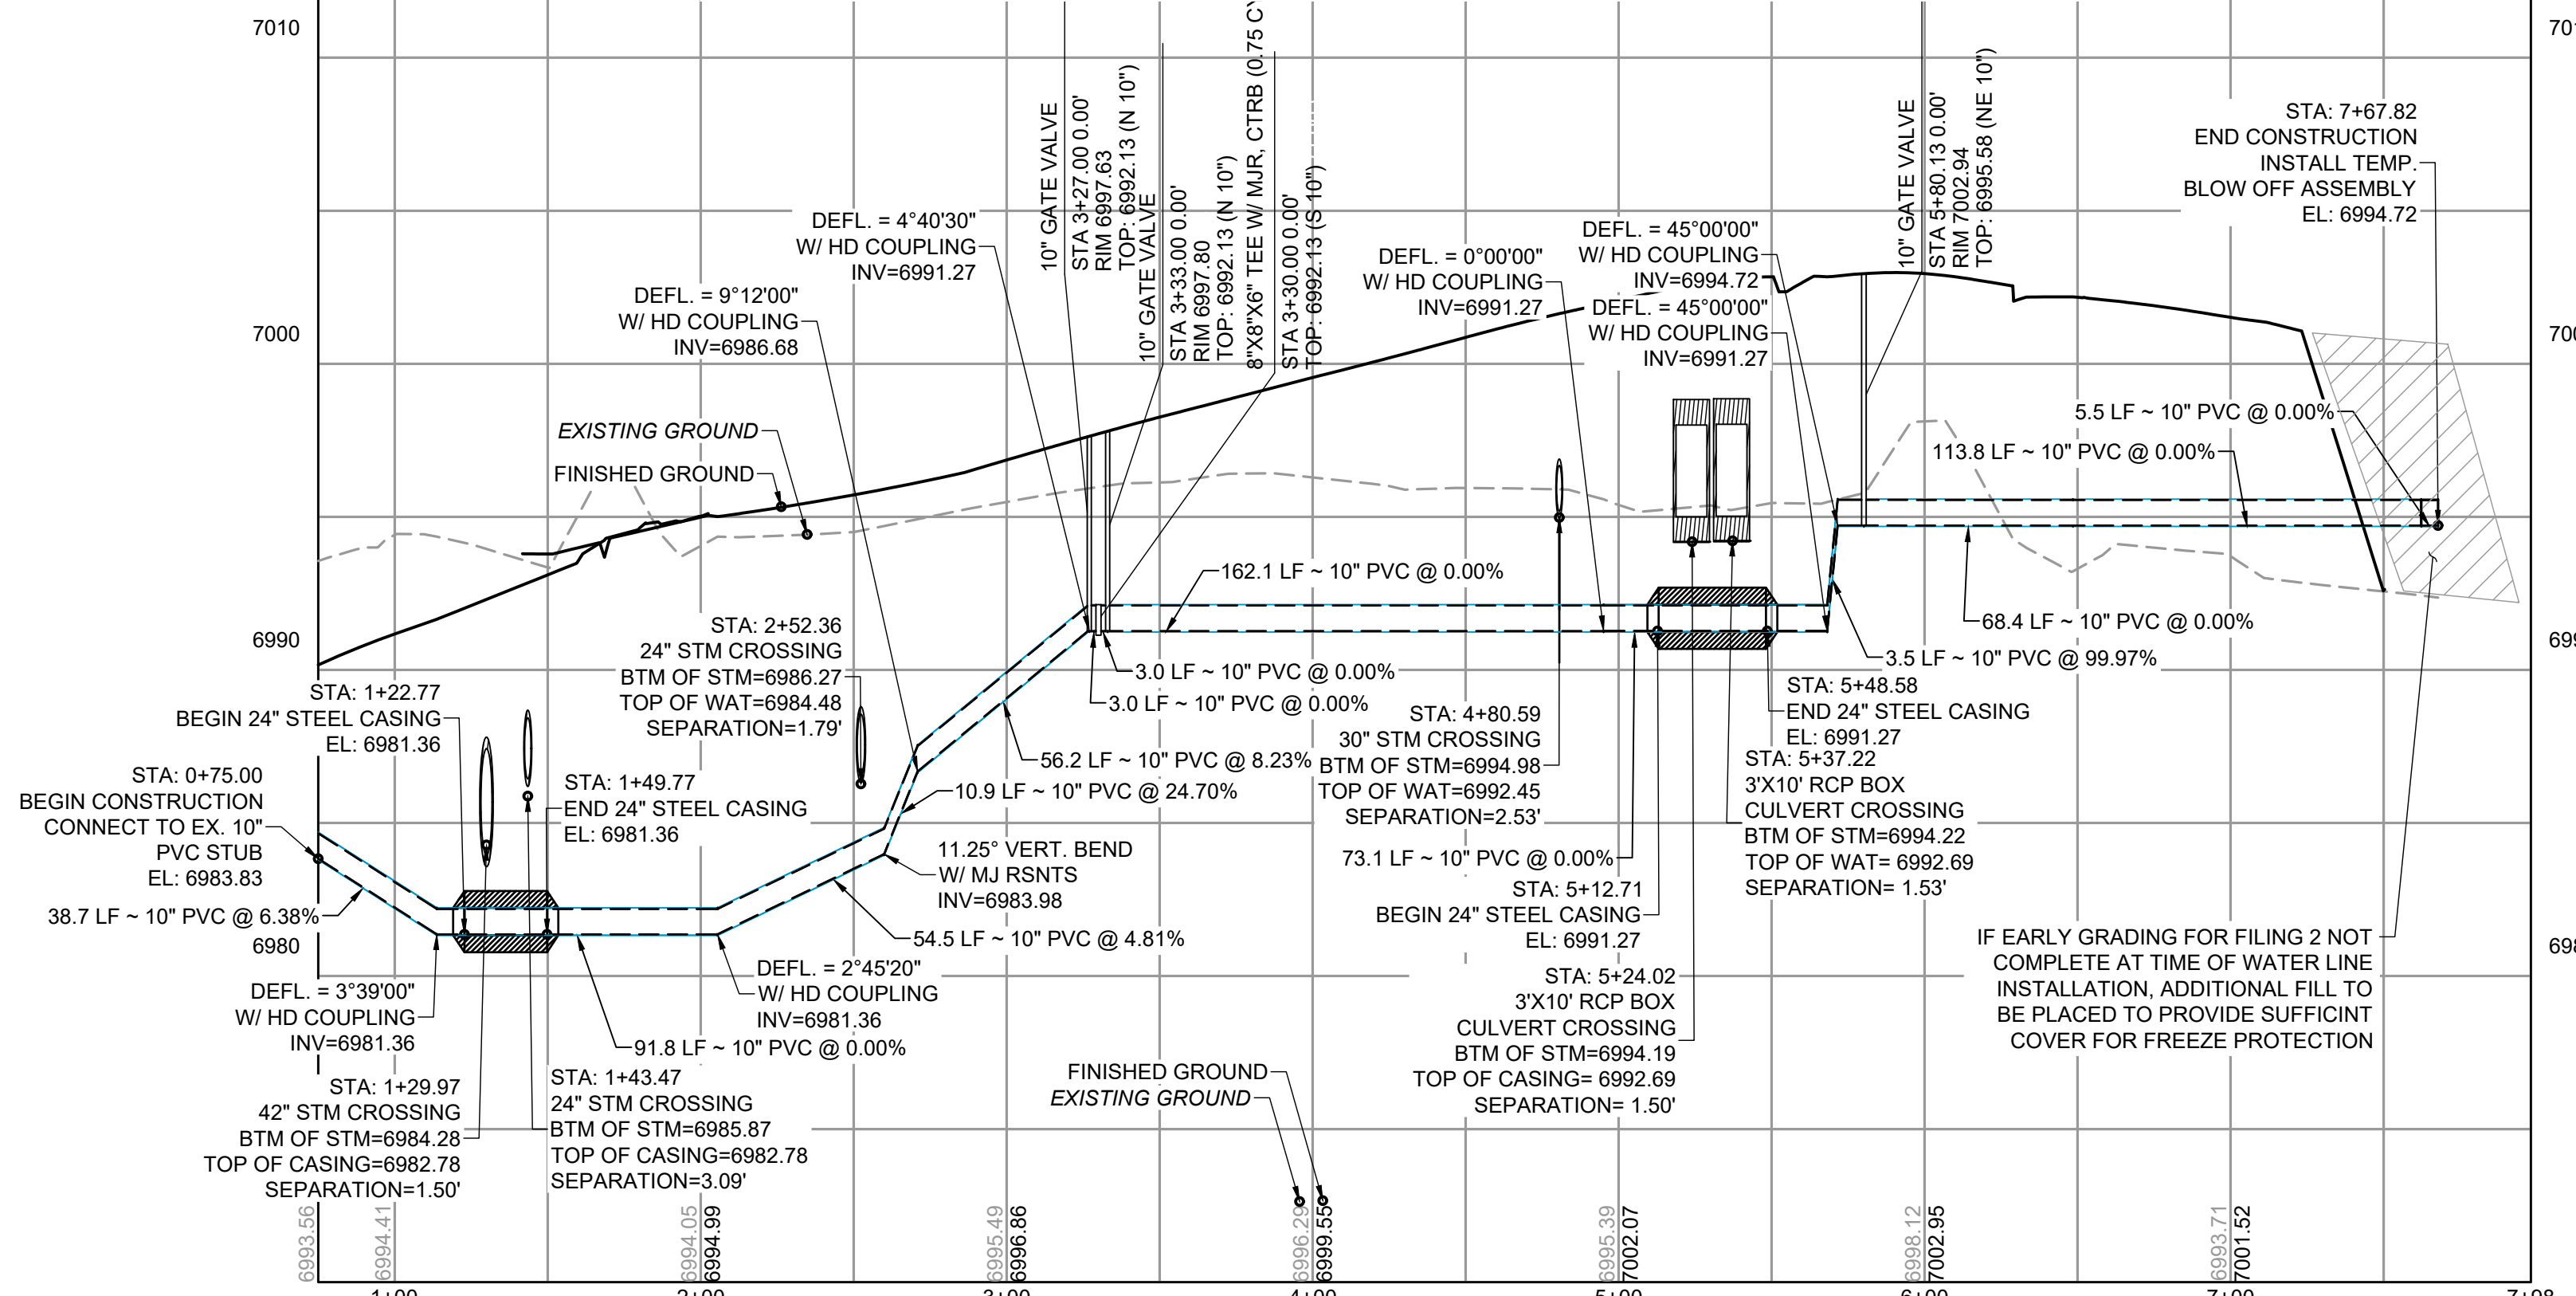 7010
7000
6990
6980
10" GATE VALVE
STA 3+27.00 0.00'
RIM 6997.63
TOP: 6992.13 (N 10")
10" GATE VALVE
STA 3+33.00 0.00'
RIM 6997.80
TOP: 6992.13 (N 10")
8"X8"X6" TEE W/ MJR, CTRB (0.75
STA 3+30.00 0.00'
TOP: 6992.13 (S 10")
10" GATE VALVE
STA 5+80.13 0.00'
RIM 7002.94
TOP: 6995.58 (NE 10")
STA: 7+67.82
END CONSTRUCTION
INSTALL TEMP.
BLOW OFF ASSEMBLY
EL: 6994.72
DEFL. = 4°40'30"
W/ HD COUPLING
INV=6991.27
DEFL. = 9°12'00"
W/ HD COUPLING
INV=6986.68
DEFL. = 0°00'00"
W/ HD COUPLING
INV=6991.27
DEFL. = 45°00'00"
W/ HD COUPLING
INV=6994.72
DEFL. = 45°00'00"
W/ HD COUPLING
INV=6991.27
EXISTING GROUND
FINISHED GROUND
5.5 LF ~ 10" PVC @ 0.00%
113.8 LF ~ 10" PVC @ 0.00%
162.1 LF ~ 10" PVC @ 0.00%
68.4 LF ~ 10" PVC @ 0.00%
3.5 LF ~ 10" PVC @ 99.97%
3.0 LF ~ 10" PVC @ 0.00%
3.0 LF ~ 10" PVC @ 0.00%
56.2 LF ~ 10" PVC @ 8.23%
10.9 LF ~ 10" PVC @ 24.70%
STA: 2+52.36
24" STM CROSSING
BTM OF STM=6986.27
TOP OF WAT=6984.48
SEPARATION=1.79'
STA: 1+22.77
BEGIN 24" STEEL CASING
EL: 6981.36
STA: 0+75.00
BEGIN CONSTRUCTION
CONNECT TO EX. 10"
PVC STUB
EL: 6983.83
STA: 1+49.77
END 24" STEEL CASING
EL: 6981.36
38.7 LF ~ 10" PVC @ 6.38%
11.25° VERT. BEND
W/ MJ RSNTS
INV=6983.98
54.5 LF ~ 10" PVC @ 4.81%
DEFL. = 2°45'20"
W/ HD COUPLING
INV=6981.36
DEFL. = 3°39'00"
W/ HD COUPLING
INV=6981.36
91.8 LF ~ 10" PVC @ 0.00%
STA: 1+29.97
42" STM CROSSING
BTM OF STM=6984.28
TOP OF CASING=6982.78
SEPARATION=1.50'
STA: 1+43.47
24" STM CROSSING
BTM OF STM=6985.87
TOP OF CASING=6982.78
SEPARATION=3.09'
STA: 4+80.59
30" STM CROSSING
BTM OF STM=6994.98
TOP OF WAT=6992.45
SEPARATION=2.53'
73.1 LF ~ 10" PVC @ 0.00%
STA: 5+12.71
BEGIN 24" STEEL CASING
EL: 6991.27
STA: 5+24.02
3'X10' RCP BOX
CULVERT CROSSING
BTM OF STM=6994.19
TOP OF CASING= 6992.69
SEPARATION= 1.50'
STA: 5+48.58
END 24" STEEL CASING
EL: 6991.27
STA: 5+37.22
3'X10' RCP BOX
CULVERT CROSSING
BTM OF STM=6994.22
TOP OF WAT= 6992.69
SEPARATION= 1.53'
IF EARLY GRADING FOR FILING 2 NOT
COMPLETE AT TIME OF WATER LINE
INSTALLATION, ADDITIONAL FILL TO
BE PLACED TO PROVIDE SUFFICINT
COVER FOR FREEZE PROTECTION
FINISHED GROUND
EXISTING GROUND
6993.56
6994.41
6994.05
6994.99
6995.49
6996.86
6996.29
6999.55
6995.39
7002.07
6998.12
7002.95
6993.71
7001.52
1+00
2+00
3+00
4+00
5+00
6+00
7+00